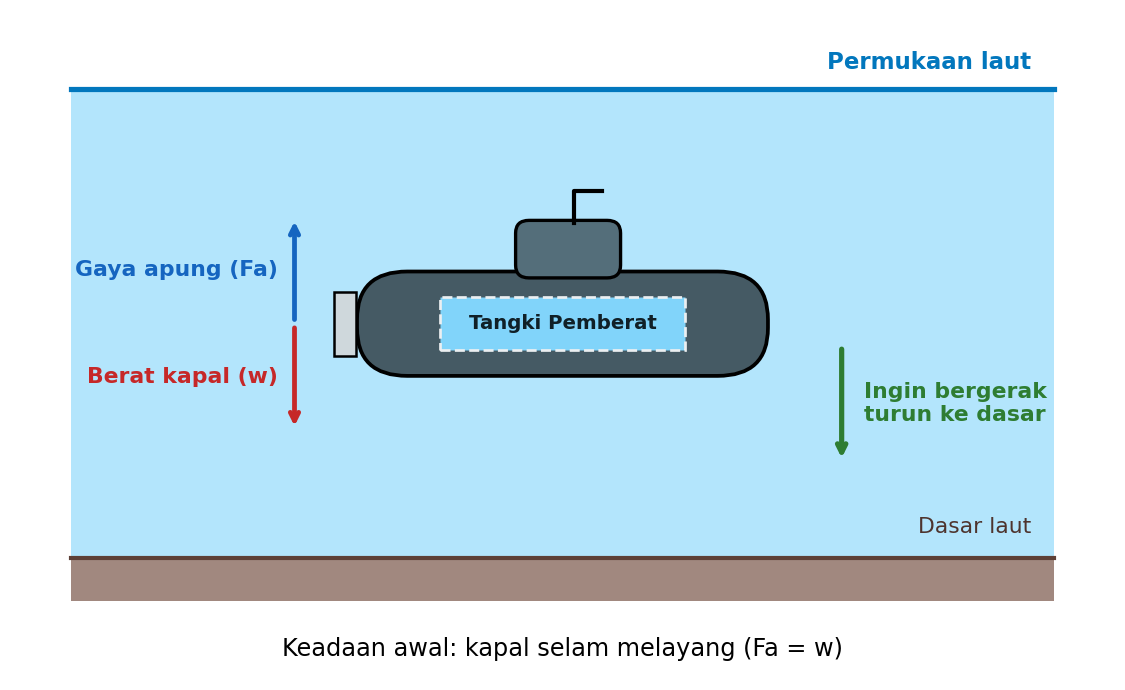 Permukaan laut
Gaya apung (Fa)
Tangki Pemberat
Berat kapal (w)
Ingin bergerak
turun ke dasar
Dasar laut
Keadaan awal: kapal selam melayang (Fa = w)